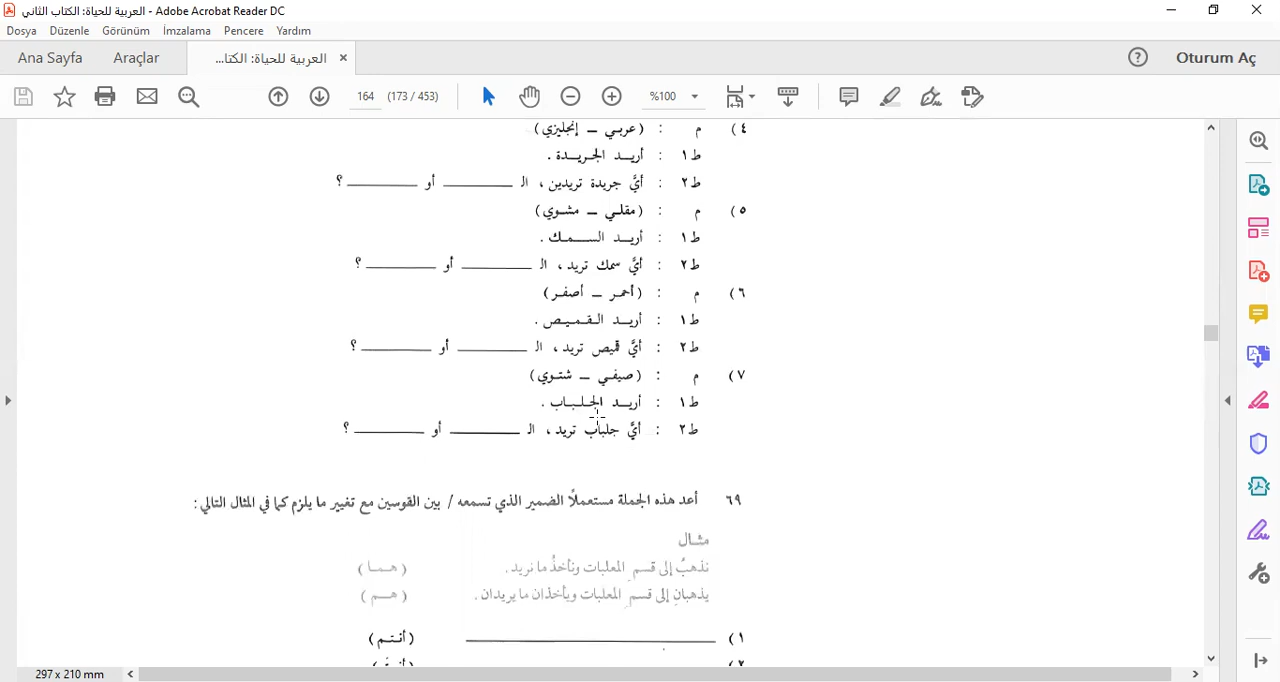 العربية للحياة: الكتاب الثاني - Adobe Acrobat Reader DC
Dosya Düzenle Görünüm İmzalama Pencere Yardım
Ana Sayfa Araçlar العربية للحياة: الكتا... × Oturum Aç
164 (173 / 453) %100
٤) م : (عربي – إنجليزي)
ط١ : أريد الجريدة .
ط٢ : أيَّ جريدة تريدين ، الـ ________ أو ________ ؟
٥) م : (مقلي – مشوي)
ط١ : أريد السمك .
ط٢ : أيَّ سمك تريد ، الـ ________ أو ________ ؟
٦) م : (أحمر – أصفر)
ط١ : أريد القميص .
ط٢ : أيَّ قميص تريد ، الـ ________ أو ________ ؟
٧) م : (صيفي – شتوي)
ط١ : أريد الجلباب .
ط٢ : أيَّ جلباب تريد ، الـ ________ أو ________ ؟
٦٩ أعد هذه الجملة مستعملًا الضمير الذي تسمعه / بين القوسين مع تغيير ما يلزم كما في المثال التالي :
مثال
نذهبُ إلى قسمِ المعلبات ونأخذُ ما نريد . (هما)
يذهبانِ إلى قسمِ المعلبات ويأخذان ما يريدان . (هم)
١) ________ (أنتم)
297 x 210 mm